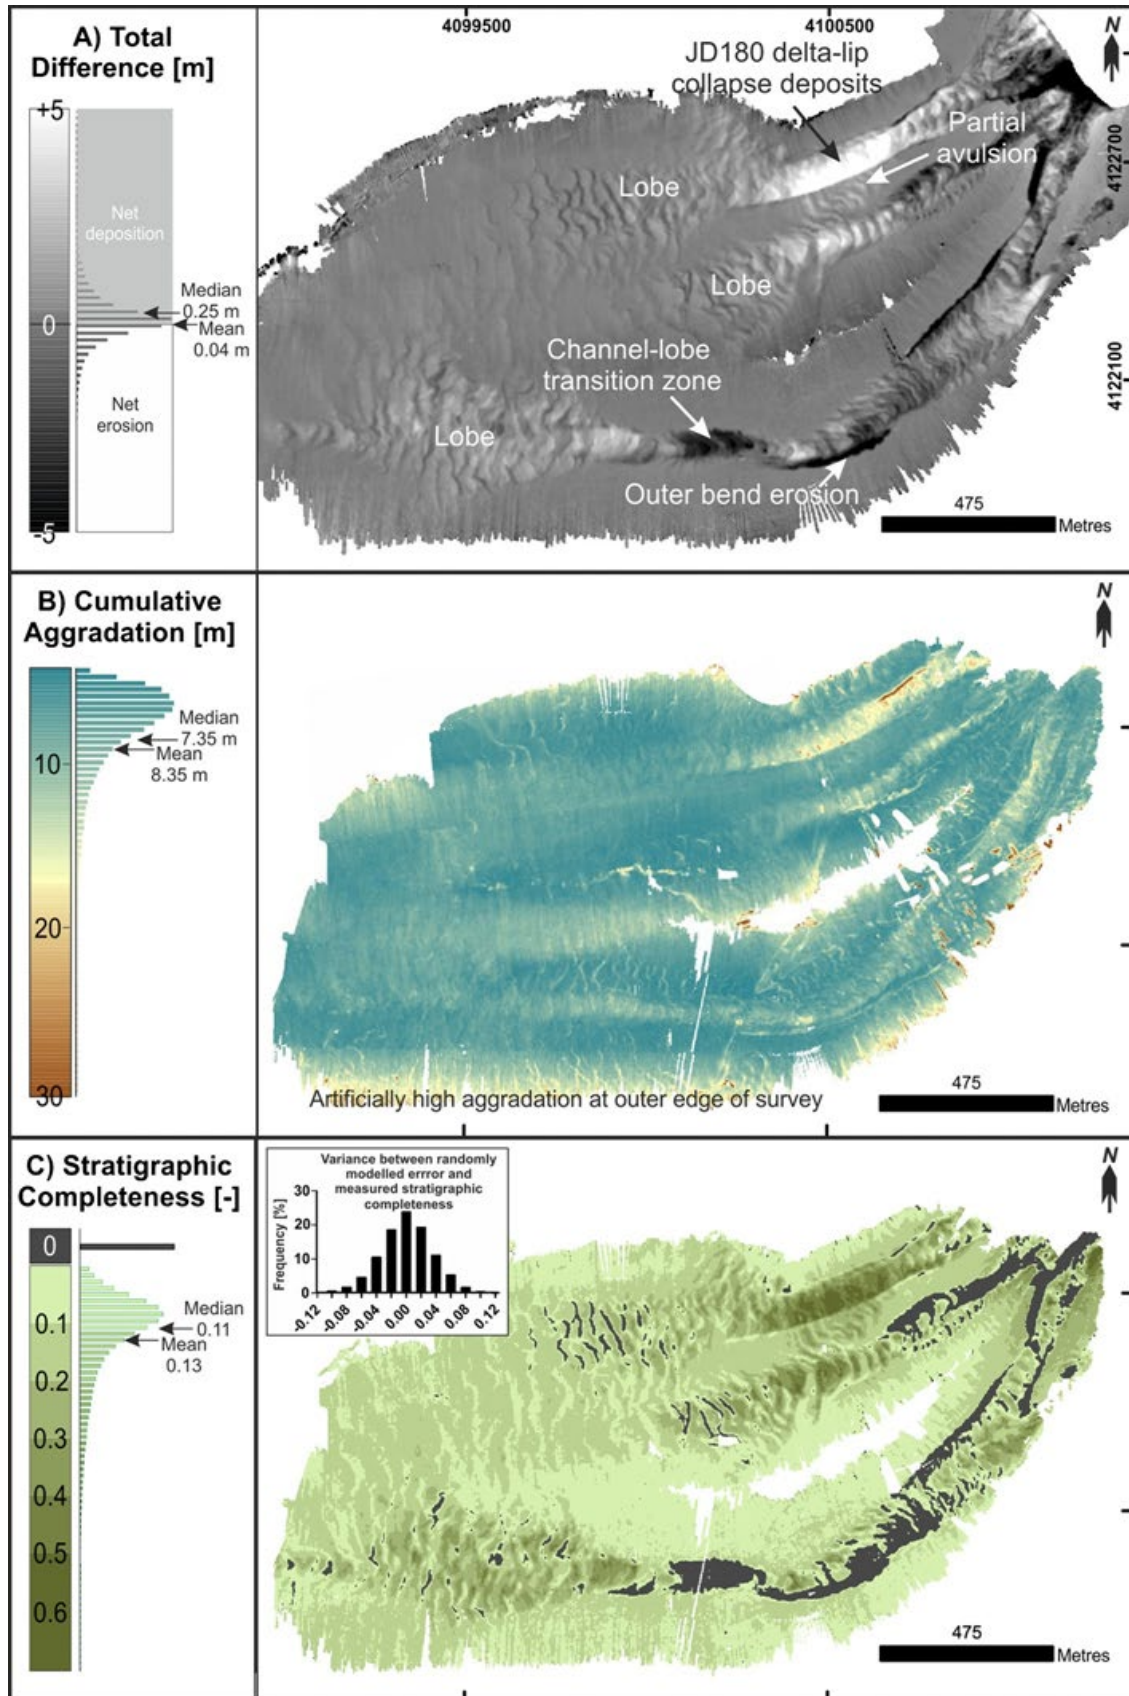 A) Total
Difference [m]
+5
0
-5
Net
deposition
Median
0.25 m
Mean
0.04 m
Net
erosion
4099500
4100500
N
JD180 delta-lip
collapse deposits
Partial
avulsion
4122700
Lobe
Lobe
Channel-lobe
transition zone
4122100
Lobe
Outer bend erosion
475
Metres
B) Cumulative
Aggradation [m]
10
20
30
Median
7.35 m
Mean
8.35 m
N
475
Metres
Artificially high aggradation at outer edge of survey
C) Stratigraphic
Completeness [-]
0
0.1
0.2
0.3
0.4
0.5
0.6
Median
0.11
Mean
0.13
Variance between randomly
modelled errror and
measured stratigraphic
completeness
Frequency [%]
30
20
10
0
-0.12
-0.08
-0.04
0.00
0.04
0.08
0.12
N
475
Metres